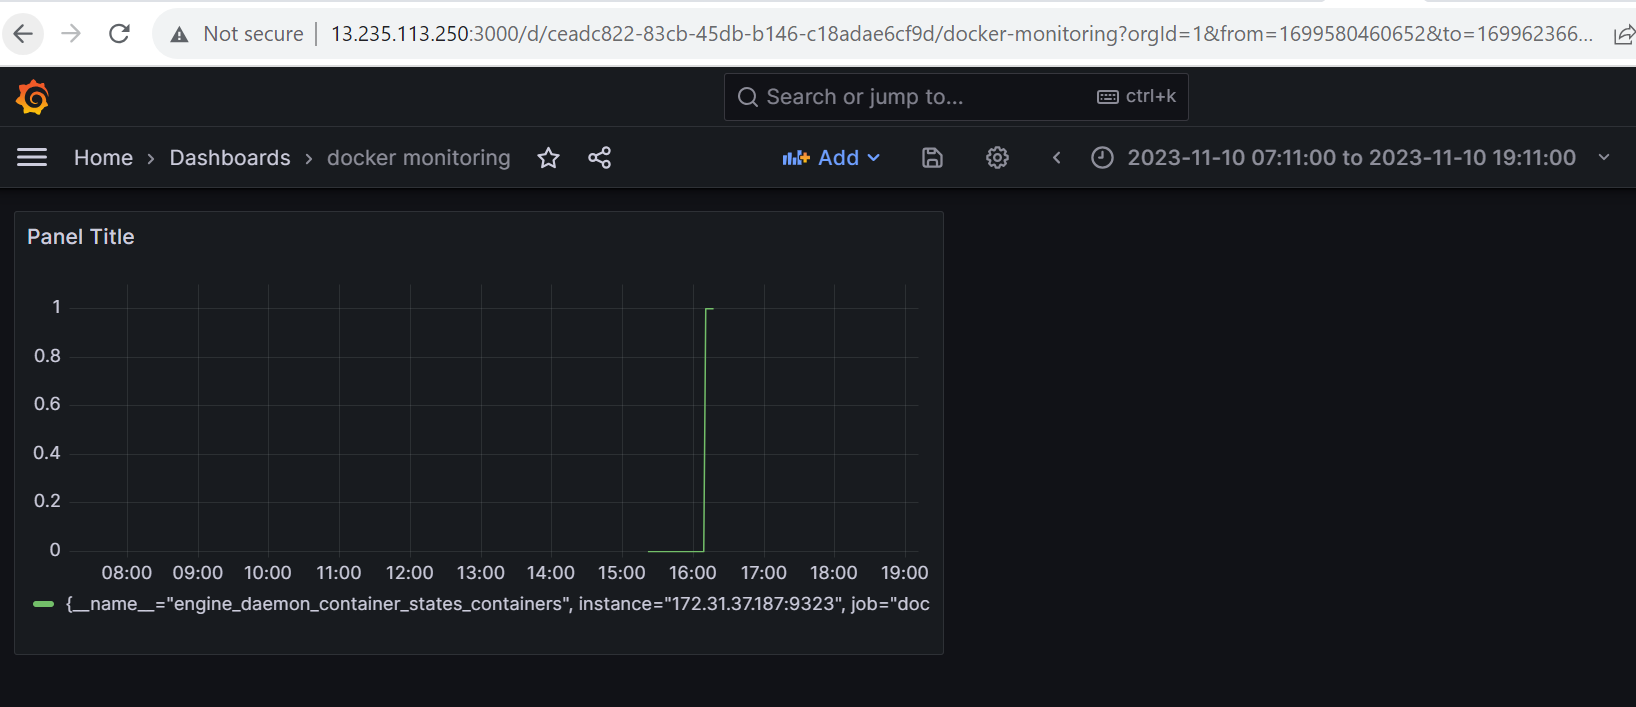 Not secure 13.235.113.250:3000/d/ceadc822-83cb-45db-b146-c18adae6cf9d/docker-monitoring?orgId=1&from=1699580460652&to=169962366...
Search or jump to... ctrl+k
Home › Dashboards › docker monitoring Add 2023-11-10 07:11:00 to 2023-11-10 19:11:00
Panel Title
1
0.8
0.6
0.4
0.2
0
08:00 09:00 10:00 11:00 12:00 13:00 14:00 15:00 16:00 17:00 18:00 19:00
{__name__="engine_daemon_container_states_containers", instance="172.31.37.187:9323", job="doc